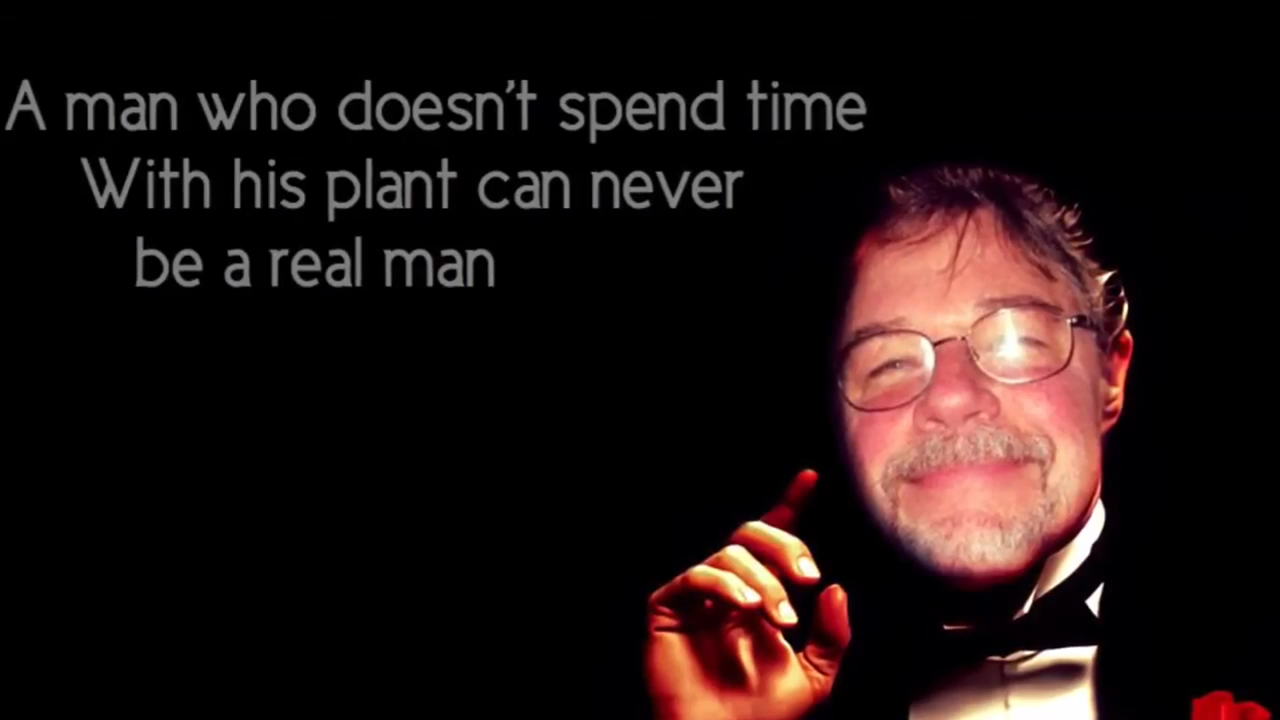 A man who doesn't spend time
With his plant can never
be a real man